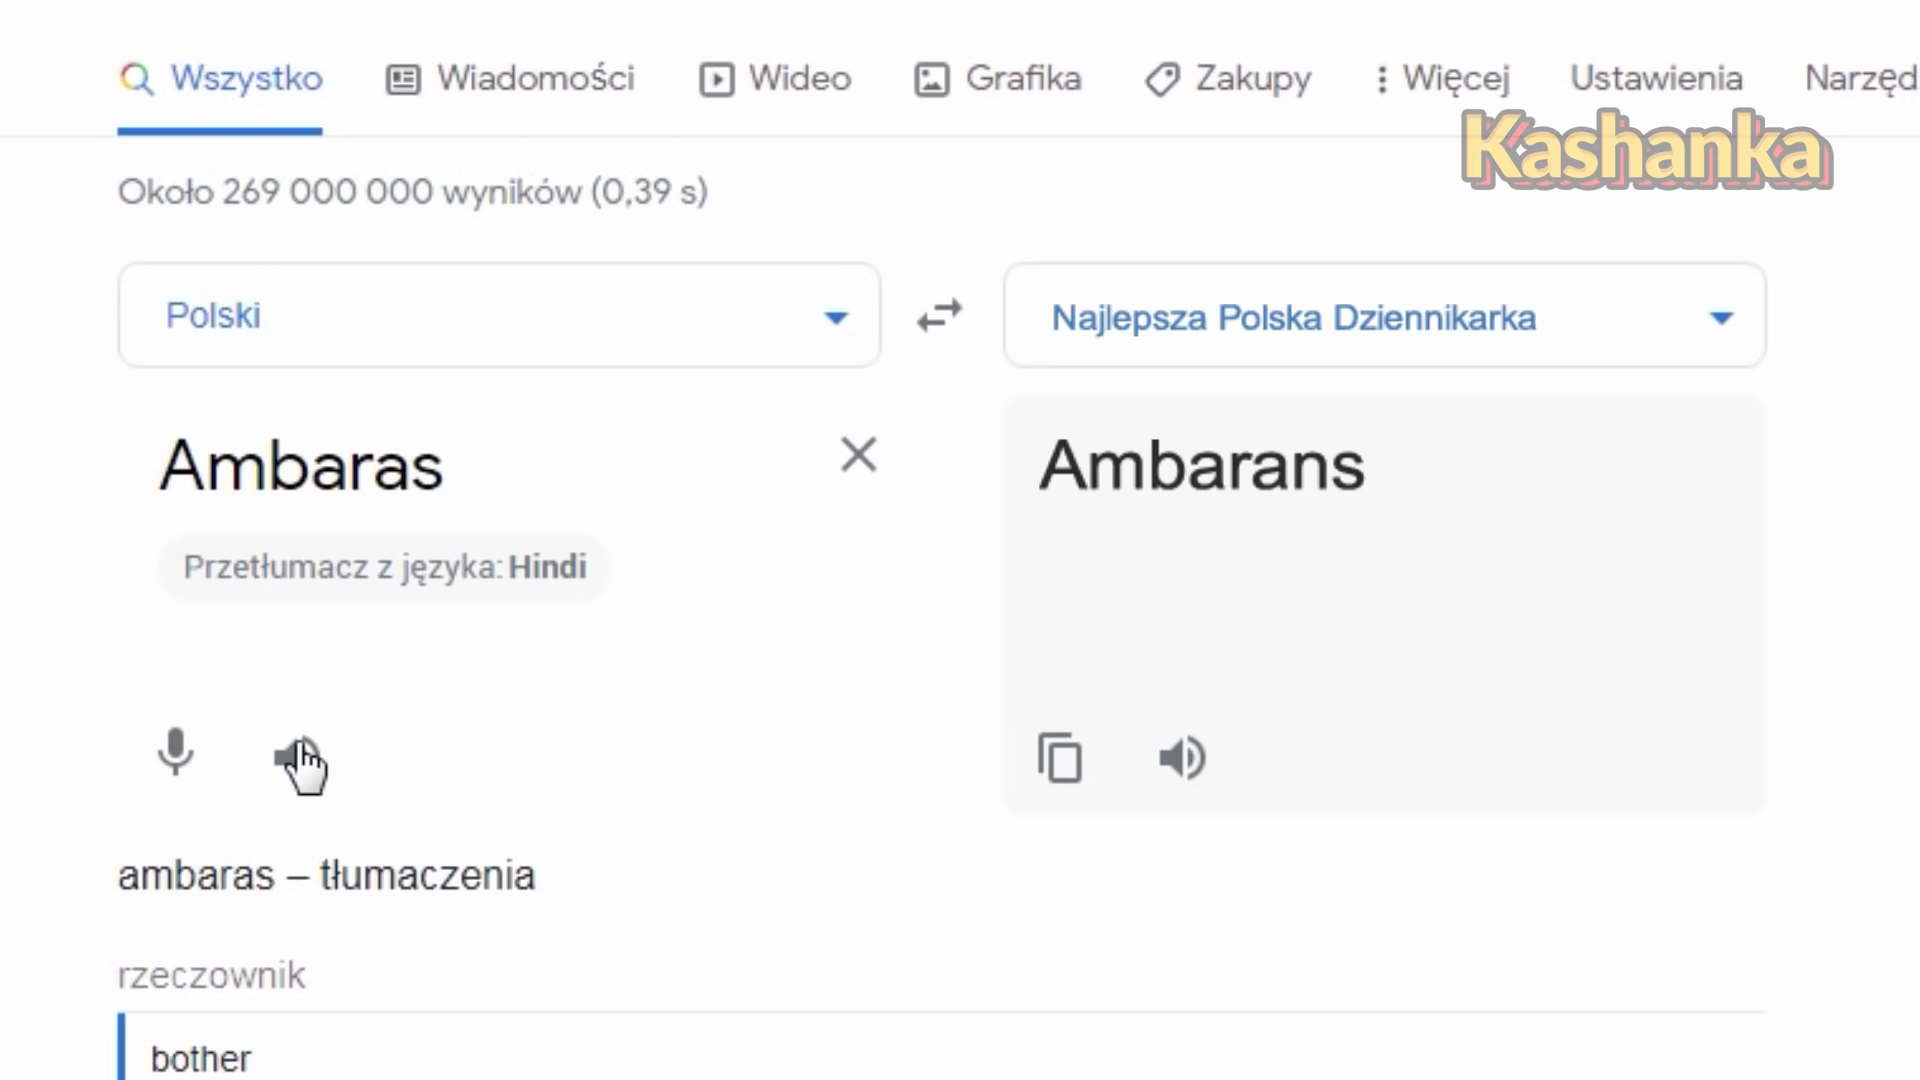 Wszystko Wiadomości Wideo Grafika Zakupy Więcej Ustawienia Narzęd
Kashanka
Około 269 000 000 wyników (0,39 s)
Polski Najlepsza Polska Dziennikarka
Ambaras Ambarans
Przetłumacz z języka: Hindi
ambaras – tłumaczenia
rzeczownik
bother